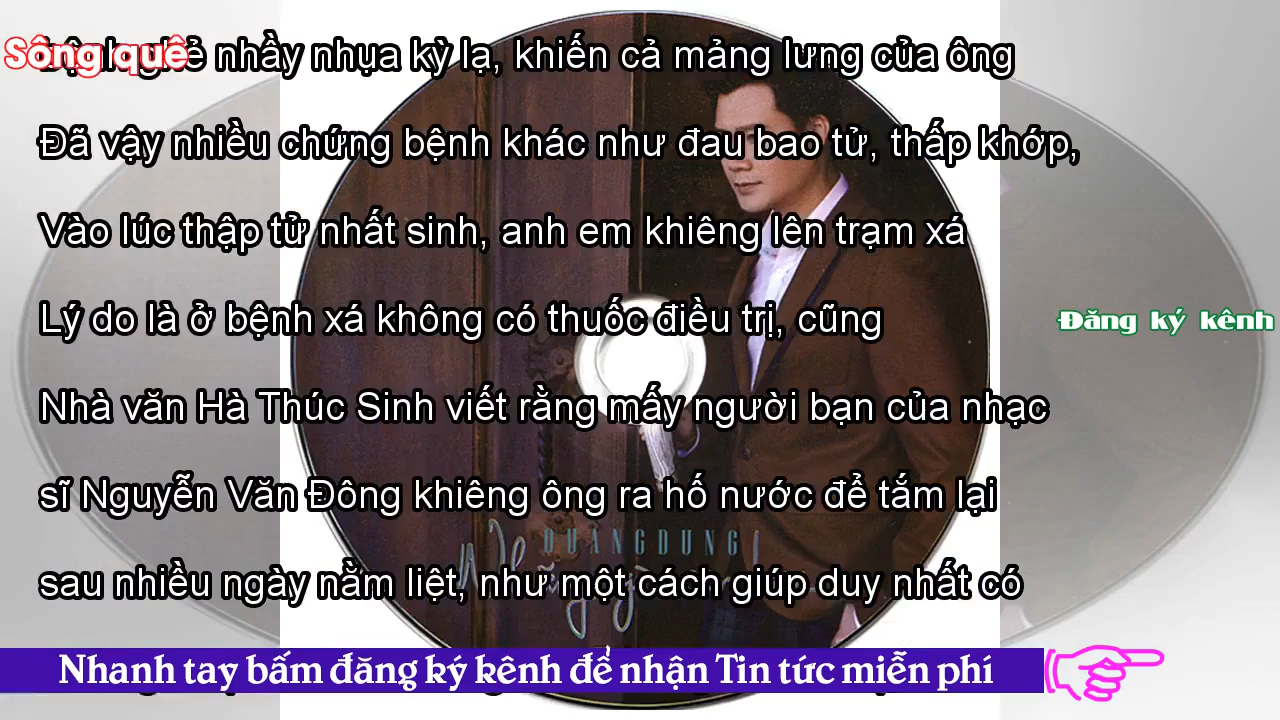 Sông quê
nhầy nhụa kỳ lạ, khiến cả mảng lưng của ông
Đã vậy nhiều chứng bệnh khác như đau bao tử, thấp khớp,
Vào lúc thập tử nhất sinh, anh em khiêng lên trạm xá
Lý do là ở bệnh xá không có thuốc điều trị, cũng
Đăng ký kênh
Nhà văn Hà Thúc Sinh viết rằng mấy người bạn của nhạc
sĩ Nguyễn Văn Đông khiêng ông ra hố nước để tắm lại
QUANG DUNG
sau nhiều ngày nằm liệt, như một cách giúp duy nhất có
Nhanh tay bấm đăng ký kênh để nhận Tin tức miễn phí